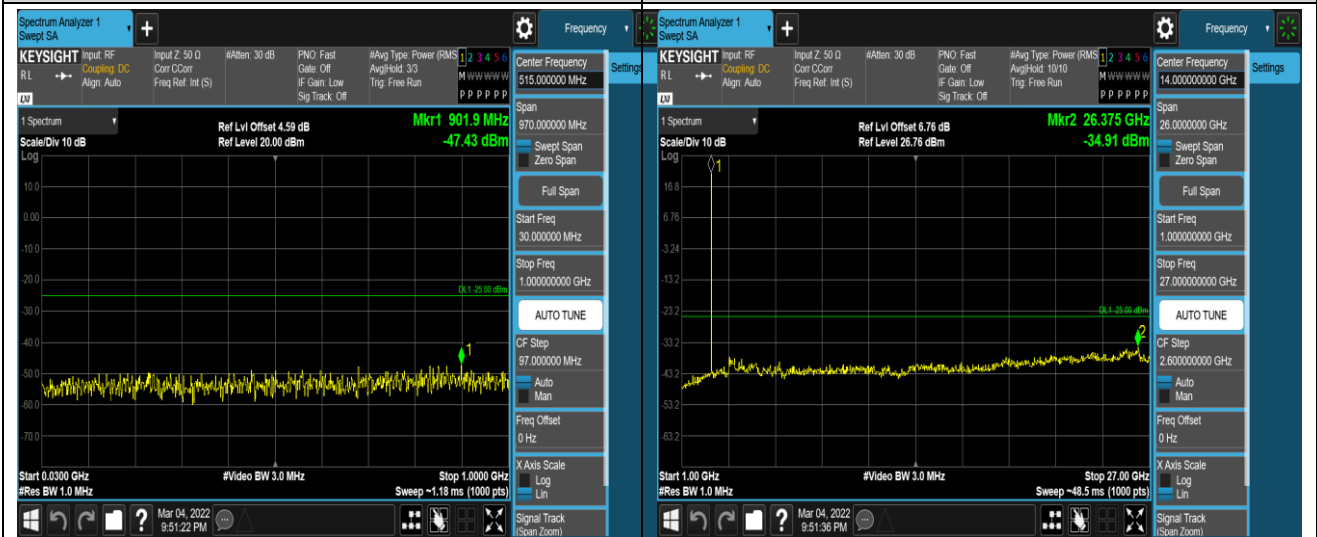 Spectrum Analyzer 1
Swept SA
+
Frequency
KEYSIGHT
RL
LXI
Input: RF
Coupling: DC
Align: Auto
Input Z: 50 Ω
Corr CCorr
Freq Ref: Int (S)
#Atten: 30 dB
PNO: Fast
Gate: Off
IF Gain: Low
Sig Track: Off
#Avg Type: Power (RMS
Avg|Hold: 3/3
Trig: Free Run
1 2 3 4 5 6
M W W W W W
P P P P P P
1 Spectrum
Scale/Div 10 dB
Log
Ref Lvl Offset 4.59 dB
Ref Level 20.00 dBm
Mkr1 901.9 MHz
-47.43 dBm
10.0
0.00
-10.0
-20.0
-30.0
-40.0
-50.0
-60.0
-70.0
DL1 -25.00 dBm
1
Start 0.0300 GHz
#Res BW 1.0 MHz
#Video BW 3.0 MHz
Stop 1.0000 GHz
Sweep ~1.18 ms (1000 pts)
Center Frequency
515.000000 MHz
Settings
Span
970.000000 MHz
Swept Span
Zero Span
Full Span
Start Freq
30.000000 MHz
Stop Freq
1.000000000 GHz
AUTO TUNE
CF Step
97.000000 MHz
Auto
Man
Freq Offset
0 Hz
X Axis Scale
Log
Lin
Signal Track
(Span Zoom)
?
Mar 04, 2022
9:51:22 PM
Spectrum Analyzer 1
Swept SA
+
Frequency
KEYSIGHT
RL
LXI
Input: RF
Coupling: DC
Align: Auto
Input Z: 50 Ω
Corr CCorr
Freq Ref: Int (S)
#Atten: 30 dB
PNO: Fast
Gate: Off
IF Gain: Low
Sig Track: Off
#Avg Type: Power (RMS
Avg|Hold: 10/10
Trig: Free Run
1 2 3 4 5 6
M W W W W W
P P P P P P
1 Spectrum
Scale/Div 10 dB
Log
Ref Lvl Offset 6.76 dB
Ref Level 26.76 dBm
Mkr2 26.375 GHz
-34.91 dBm
1
16.8
6.76
-3.24
-13.2
-23.2
-33.2
-43.2
-53.2
-63.2
DL1 -25.00 dBm
2
Start 1.00 GHz
#Res BW 1.0 MHz
#Video BW 3.0 MHz
Stop 27.00 GHz
Sweep ~48.5 ms (1000 pts)
Center Frequency
14.000000000 GHz
Settings
Span
26.0000000 GHz
Swept Span
Zero Span
Full Span
Start Freq
1.000000000 GHz
Stop Freq
27.000000000 GHz
AUTO TUNE
CF Step
2.600000000 GHz
Auto
Man
Freq Offset
0 Hz
X Axis Scale
Log
Lin
Signal Track
(Span Zoom)
?
Mar 04, 2022
9:51:36 PM